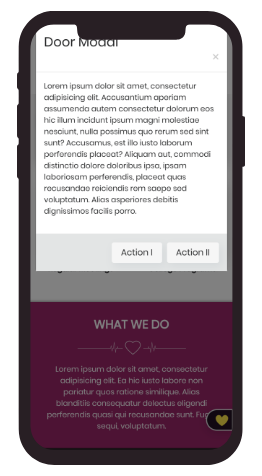 Door Modal
×
Lorem ipsum dolor sit amet, consectetur
adipisicing elit. Accusantium aperiam
assumenda autem consectetur dolorum eos
hic illum incidunt ipsum magni molestiae
nesciunt, nulla possimus quo rerum sed sint
sunt? Accusamus, est illo iusto laborum
perferendis placeat? Aliquam aut, commodi
distinctio dolore doloribus ipsa, ipsam
laboriosam perferendis, placeat quas
recusandae reiciendis rem saepe sed
voluptatum. Quis asperiores debitis
dignissimos facilis porro.
Action I
Action II
WHAT WE DO
Lorem ipsum dolor sit amet, consectetur
adipisicing elit. Ea hic iusto labore non
pariatur quos ratione similique. Alias
blanditiis consequatur delectus eligendi
perferendis quasi qui recusandae sunt.
sequi, voluptatum.